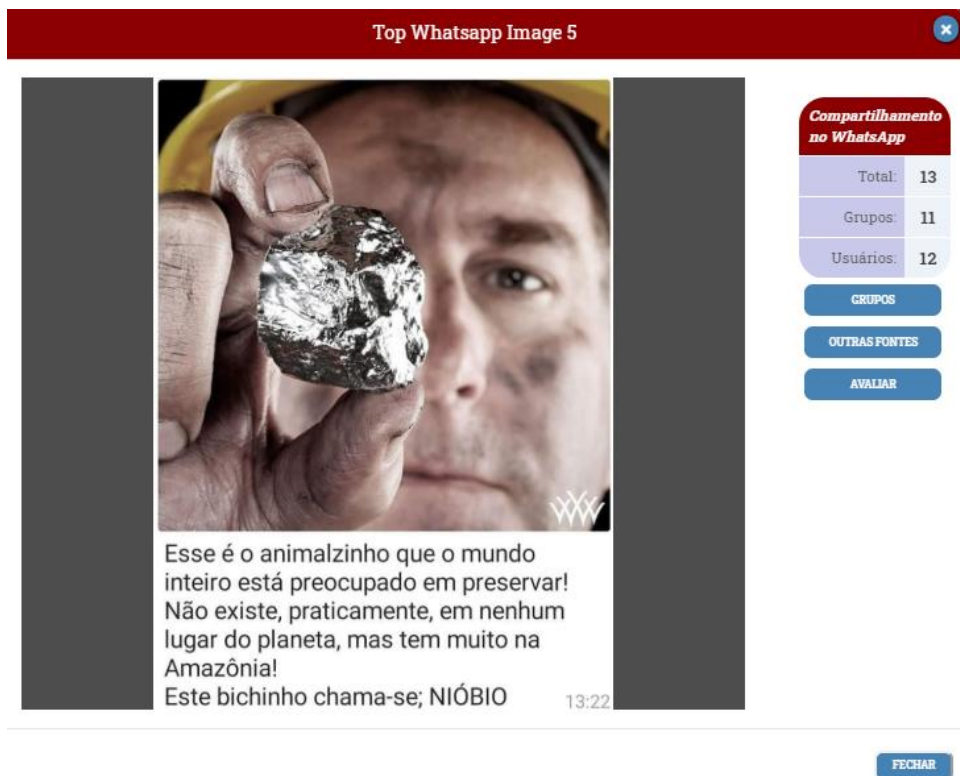 Top Whatsapp Image 5
×
Compartilhamento
no WhatsApp
Total: 13
Grupos: 11
Usuários: 12
GRUPOS
OUTRAS FONTES
AVALIAR
Esse é o animalzinho que o mundo
inteiro está preocupado em preservar!
Não existe, praticamente, em nenhum
lugar do planeta, mas tem muito na
Amazônia!
Este bichinho chama-se; NIÓBIO
13:22
FECHAR